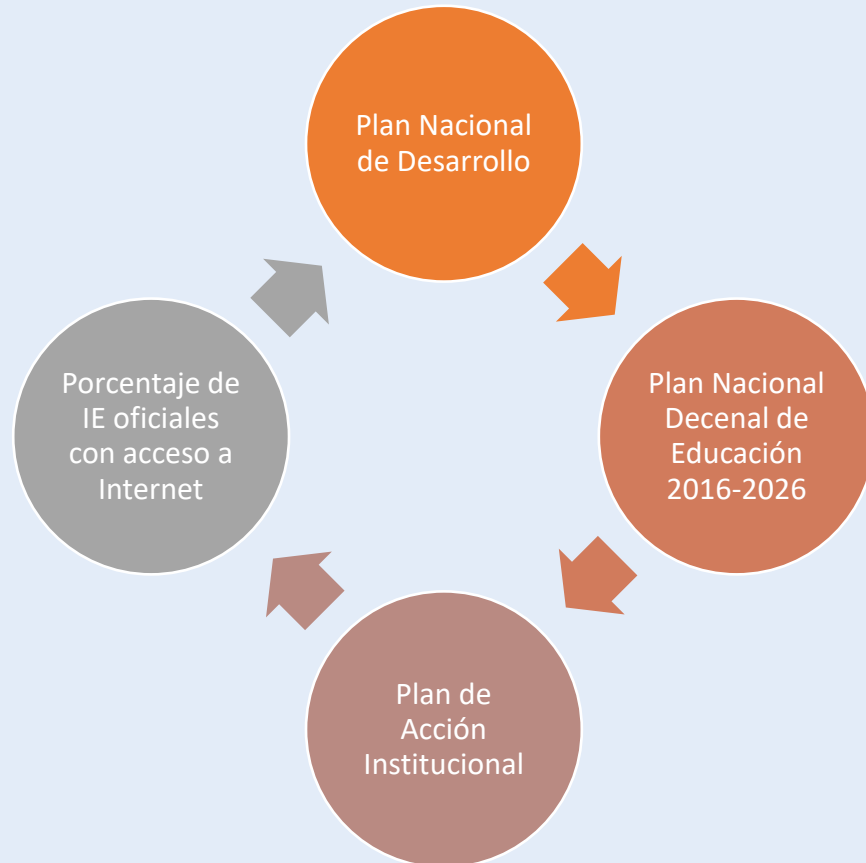 Plan Nacional
de Desarrollo
Plan Nacional
Decenal de
Educación
2016-2026
Plan de
Acción
Institucional
Porcentaje de
IE oficiales
con acceso a
Internet